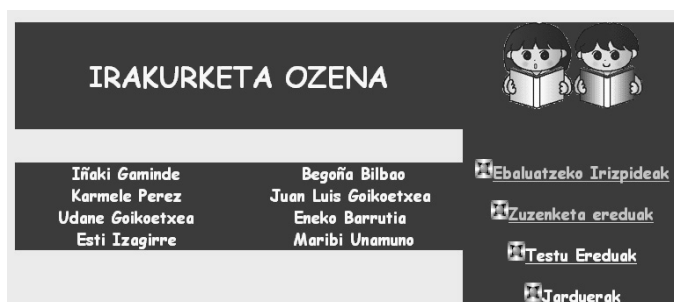 IRAKURKETA OZENA
Iñaki Gaminde
Karmele Perez
Udane Goikoetxea
Esti Izagirre
Begoña Bilbao
Juan Luis Goikoetxea
Eneko Barrutia
Maribi Unamuno
Ebaluatzeko Irizpideak
Zuzenketa ereduak
Testu Ereduak
Jarduerak